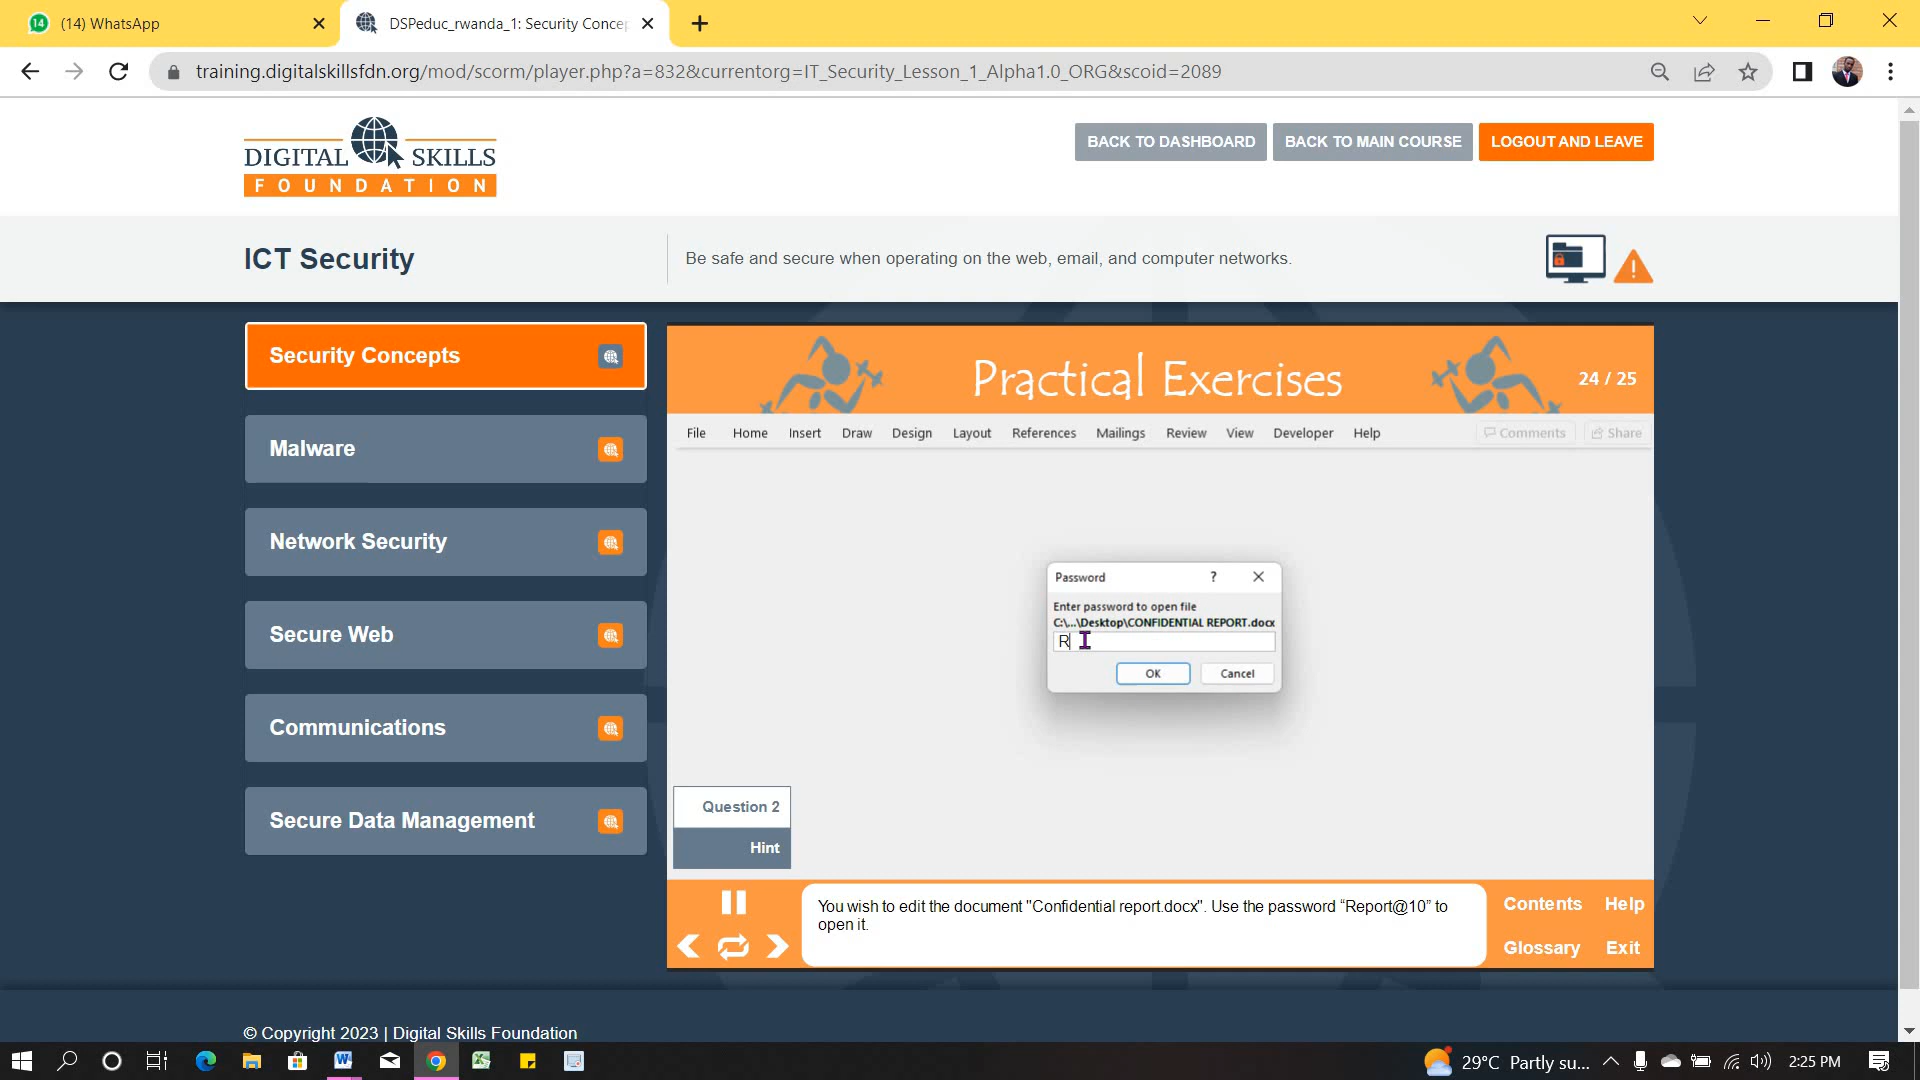 14
(14) WhatsApp
DSPeduc_rwanda_1: Security Concep
training.digitalskillsfdn.org/mod/scorm/player.php?a=832&currentorg=IT_Security_Lesson_1_Alpha1.0_ORG&scoid=2089
DIGITAL SKILLS
FOUNDATION
BACK TO DASHBOARD
BACK TO MAIN COURSE
LOGOUT AND LEAVE
ICT Security
Be safe and secure when operating on the web, email, and computer networks.
Security Concepts
Malware
Network Security
Secure Web
Communications
Secure Data Management
Practical Exercises
24 / 25
File Home Insert Draw Design Layout References Mailings Review View Developer Help
Comments
Share
Password
?
Enter password to open file
C:\...\Desktop\CONFIDENTIAL REPORT.docx
R
OK
Cancel
Question 2
Hint
You wish to edit the document "Confidential report.docx". Use the password “Report@10” to
open it.
Contents
Help
Glossary
Exit
© Copyright 2023 | Digital Skills Foundation
29°C Partly su...
2:25 PM